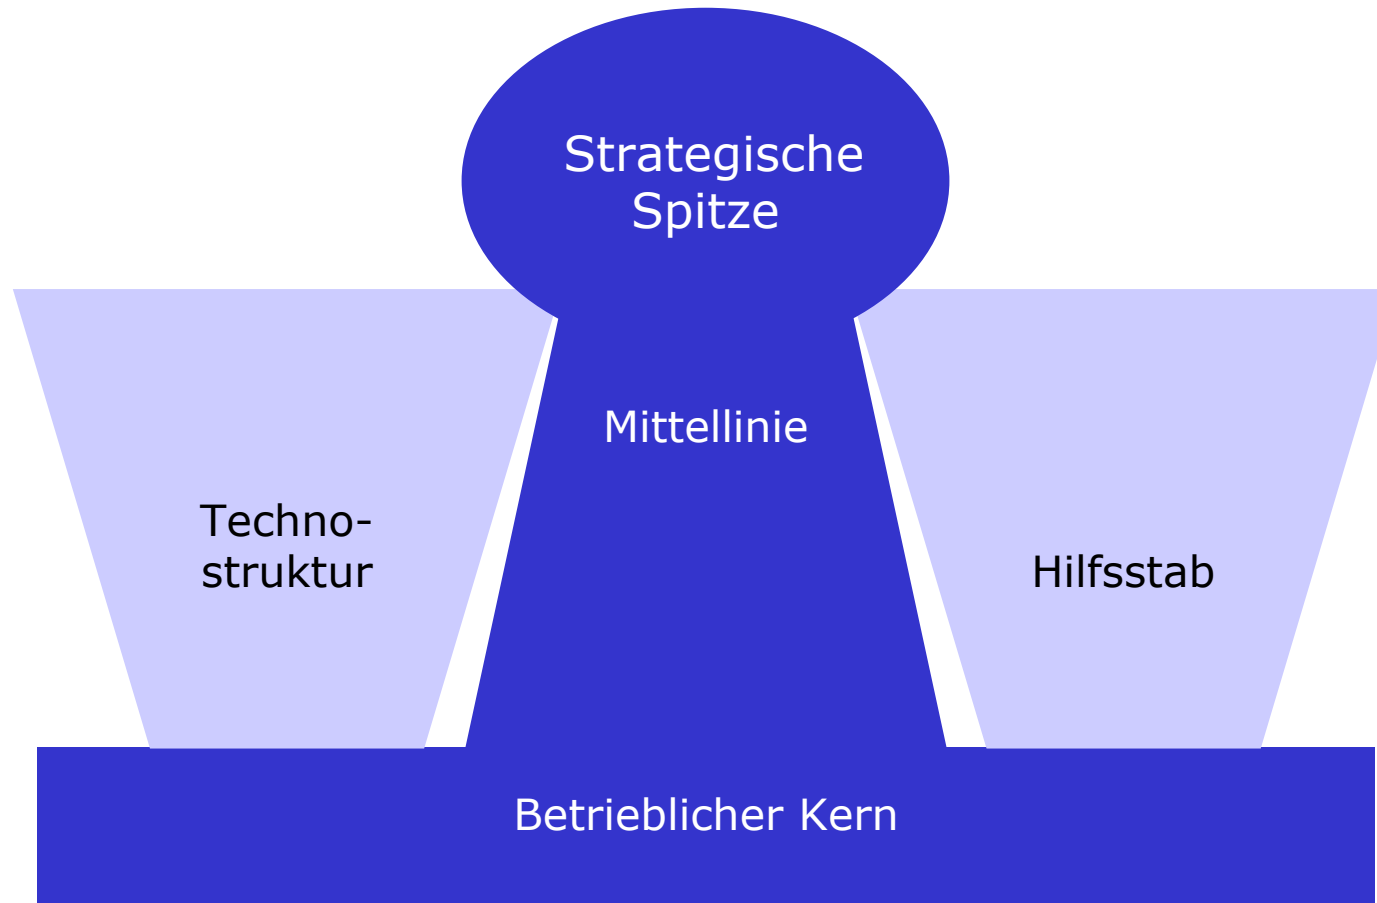 Strategische
Spitze
Mittellinie
Techno-
struktur
Hilfsstab
Betrieblicher Kern